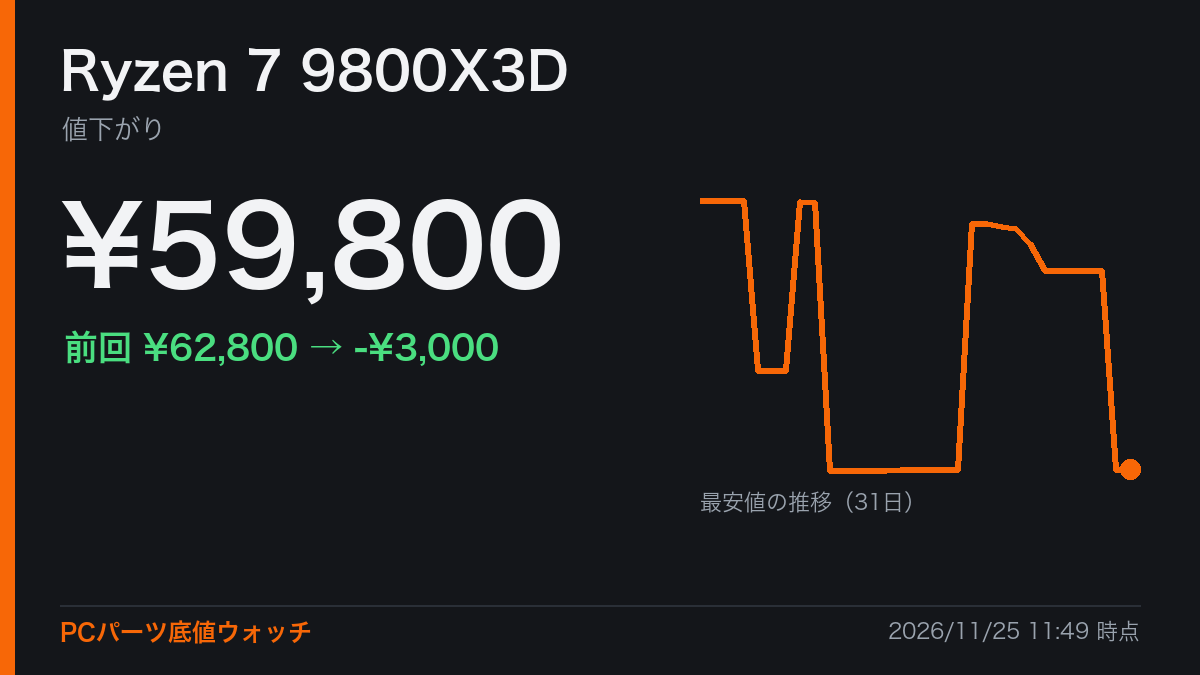 Ryzen 7 9800X3D
値下がり
¥59,800
前回 ¥62,800 → -¥3,000
最安値の推移（31日）
PCパーツ底値ウォッチ
2026/11/25 11:49 時点